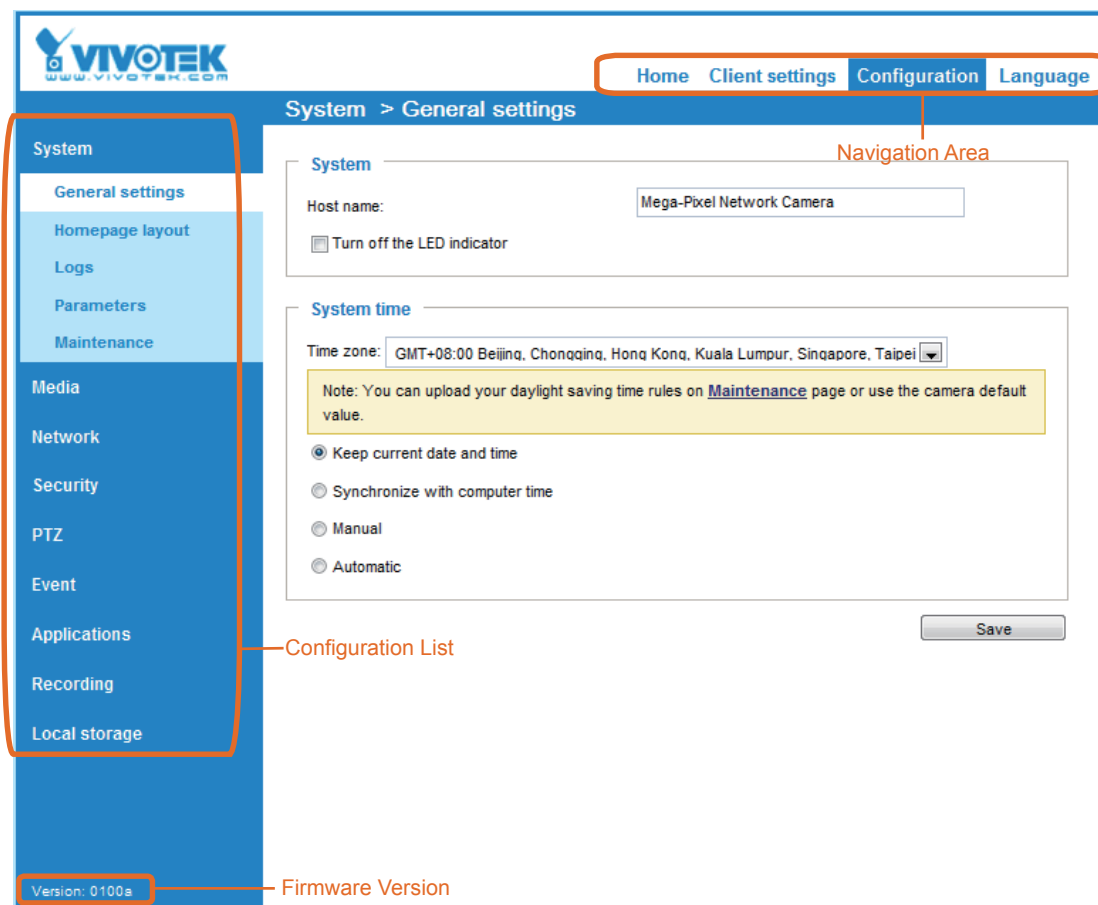 VIVOTEK
www.vivotek.com
Home Client settings Configuration Language
System > General settings
Navigation Area
System
General settings
Homepage layout
Logs
Parameters
Maintenance
Media
Network
Security
PTZ
Event
Applications
Recording
Local storage
Version: 0100a
System
Host name: Mega-Pixel Network Camera
Turn off the LED indicator
System time
Time zone: GMT+08:00 Beijing, Chongqing, Hong Kong, Kuala Lumpur, Singapore, Taipei
Note: You can upload your daylight saving time rules on Maintenance page or use the camera default
value.
Keep current date and time
Synchronize with computer time
Manual
Automatic
Save
Configuration List
Firmware Version